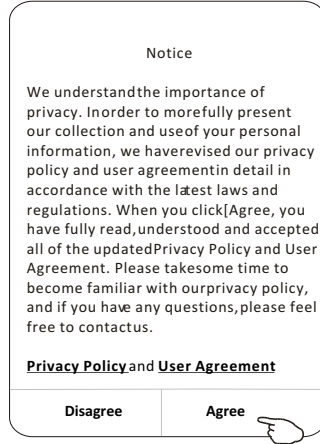 Notice
We understandthe importance of
privacy. Inorder to morefully present
our collection and useof your personal
information, we haverevised our privacy
policy and user agreementin detail in
accordance with the latest laws and
regulations. When you click[Agree, you
have fully read,understood and accepted
all of the updatedPrivacy Policy and User
Agreement. Please takesome time to
become familiar with ourprivacy policy,
and if you have any questions,please feel
free to contactus.
Privacy Policy and User Agreement
Disagree Agree